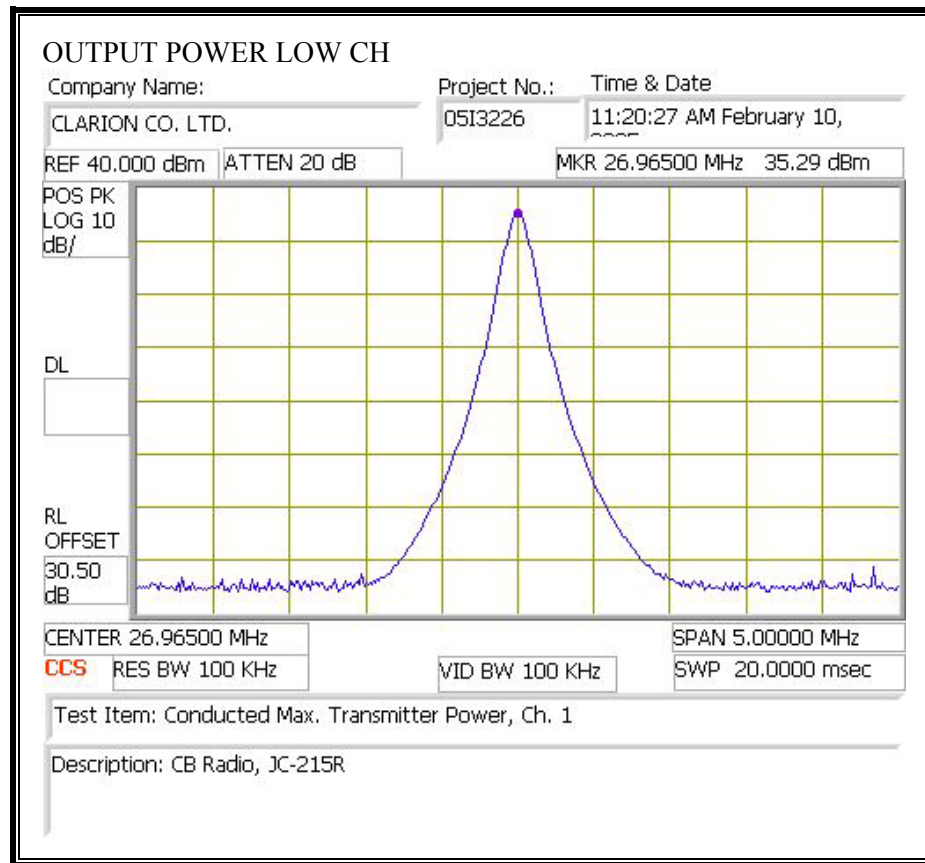 OUTPUT POWER LOW CH
Company Name: Project No.: Time & Date
CLARION CO. LTD. 05I3226 11:20:27 AM February 10,
REF 40.000 dBm ATTEN 20 dB MKR 26.96500 MHz 35.29 dBm
POS PK
LOG 10
dB/
DL
RL
OFFSET
30.50
dB
CENTER 26.96500 MHz SPAN 5.00000 MHz
CCS RES BW 100 KHz VID BW 100 KHz SWP 20.0000 msec
Test Item: Conducted Max. Transmitter Power, Ch. 1
Description: CB Radio, JC-215R